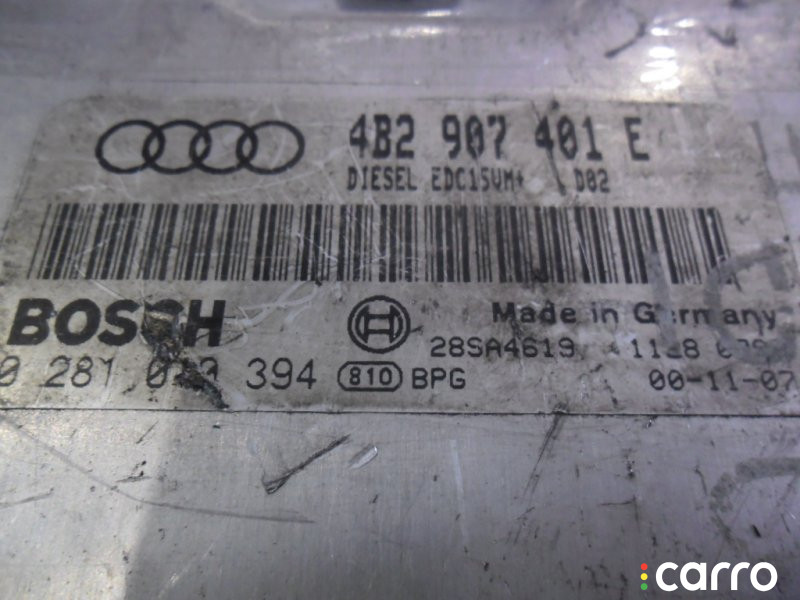 4B2 907 401 E
DIESEL EDC15VM+ D02
BOSCH
Made in Germany
28SA4619
0 281 394 810 BPG 00-11-07
carro